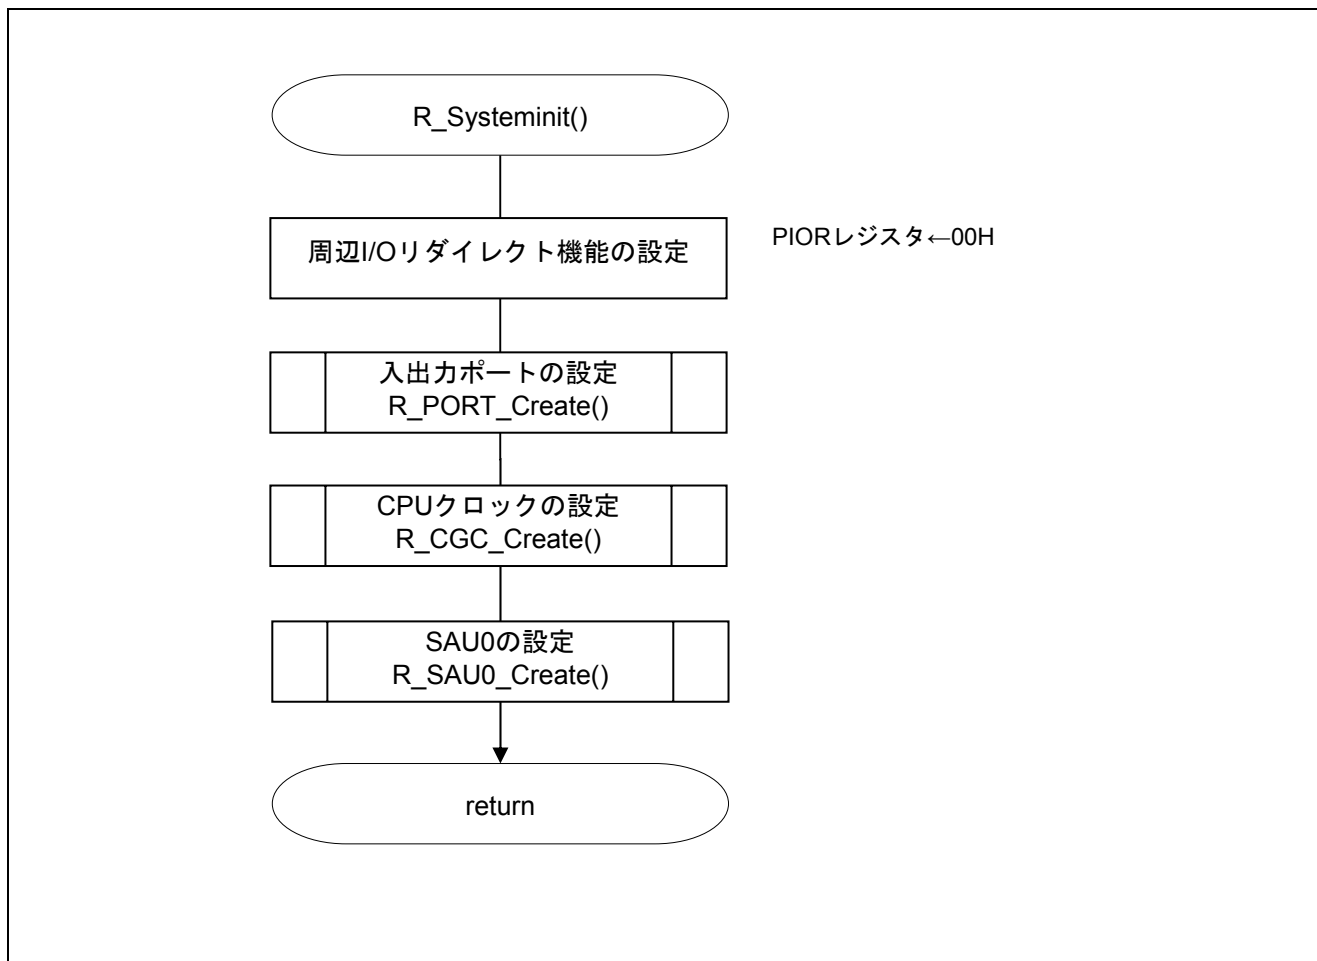 R_Systeminit()
周辺I/Oリダイレクト機能の設定
PIORレジスタ←00H
入出力ポートの設定
R_PORT_Create()
CPUクロックの設定
R_CGC_Create()
SAU0の設定
R_SAU0_Create()
return